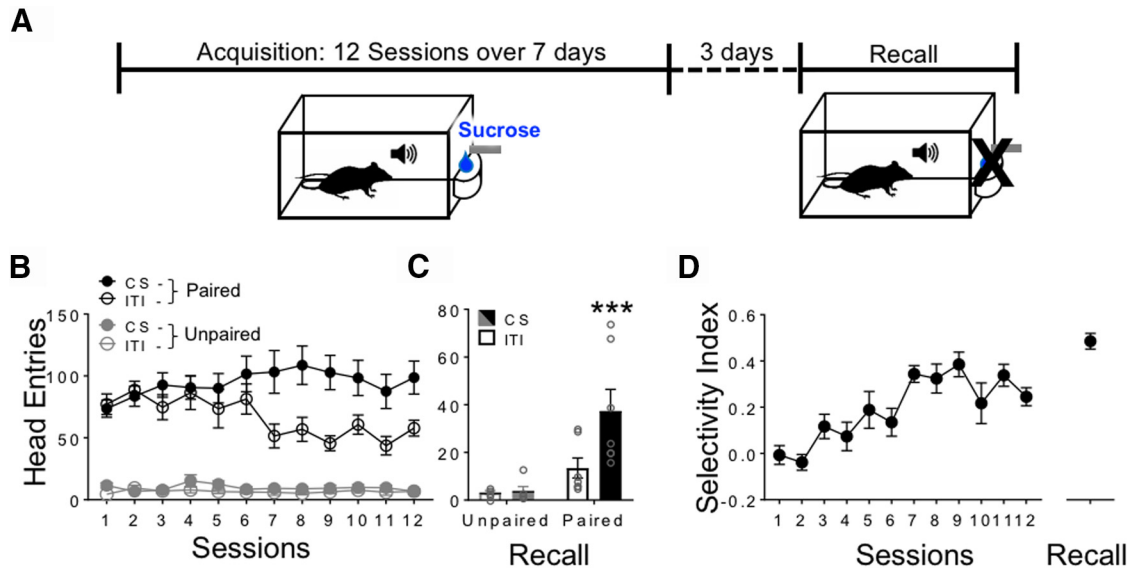 A
Acquisition: 12 Sessions over 7 days
3 days
Recall
Sucrose
X
B
CS -
ITI -
Paired
CS -
ITI -
Unpaired
Head Entries
150
100
50
0
1 2 3 4 5 6 7 8 9 10 11 12
Sessions
C
CS
ITI
***
80
60
40
20
0
Unpaired Paired
Recall
D
Selectivity Index
0.6
0.4
0.2
0.0
-0.2
1 2 3 4 5 6 7 8 9 10 11 12
Sessions
Recall